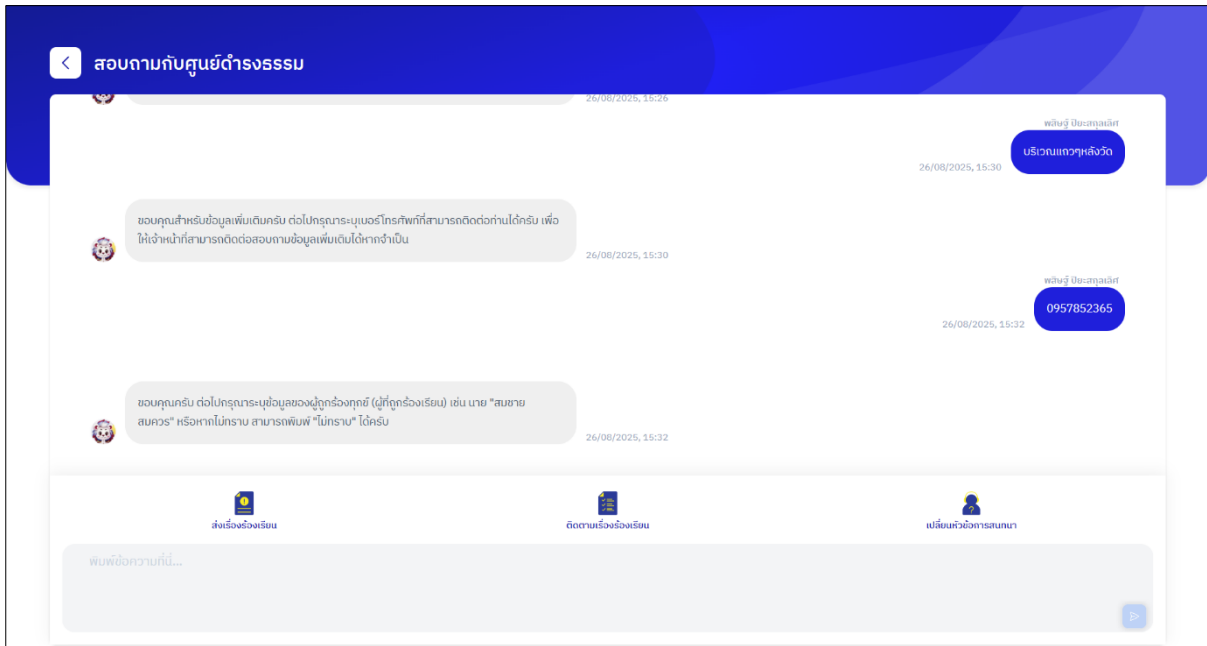 สอบถามกับศูนย์ดำรงธรรม
26/08/2025, 15:26
พสิษฐ์ ปิยะสกุลเลิศ
บริเวณแถวๆหลังวัด
26/08/2025, 15:30
ขอบคุณสำหรับข้อมูลเพิ่มเติมครับ ต่อไปกรุณาระบุเบอร์โทรศัพท์ที่สามารถติดต่อท่านได้ครับ เพื่อ
ให้เจ้าหน้าที่สามารถติดต่อสอบถามข้อมูลเพิ่มเติมได้หากจำเป็น
26/08/2025, 15:30
พสิษฐ์ ปิยะสกุลเลิศ
0957852365
26/08/2025, 15:32
ขอบคุณครับ ต่อไปกรุณาระบุข้อมูลของผู้ถูกร้องทุกข์ (ผู้ที่ถูกร้องเรียน) เช่น นาย "สมชาย
สมควร" หรือหากไม่ทราบ สามารถพิมพ์ "ไม่ทราบ" ได้ครับ
26/08/2025, 15:32
ส่งเรื่องร้องเรียน
ติดตามเรื่องร้องเรียน
เปลี่ยนหัวข้อการสนทนา
พิมพ์ข้อความที่นี่...